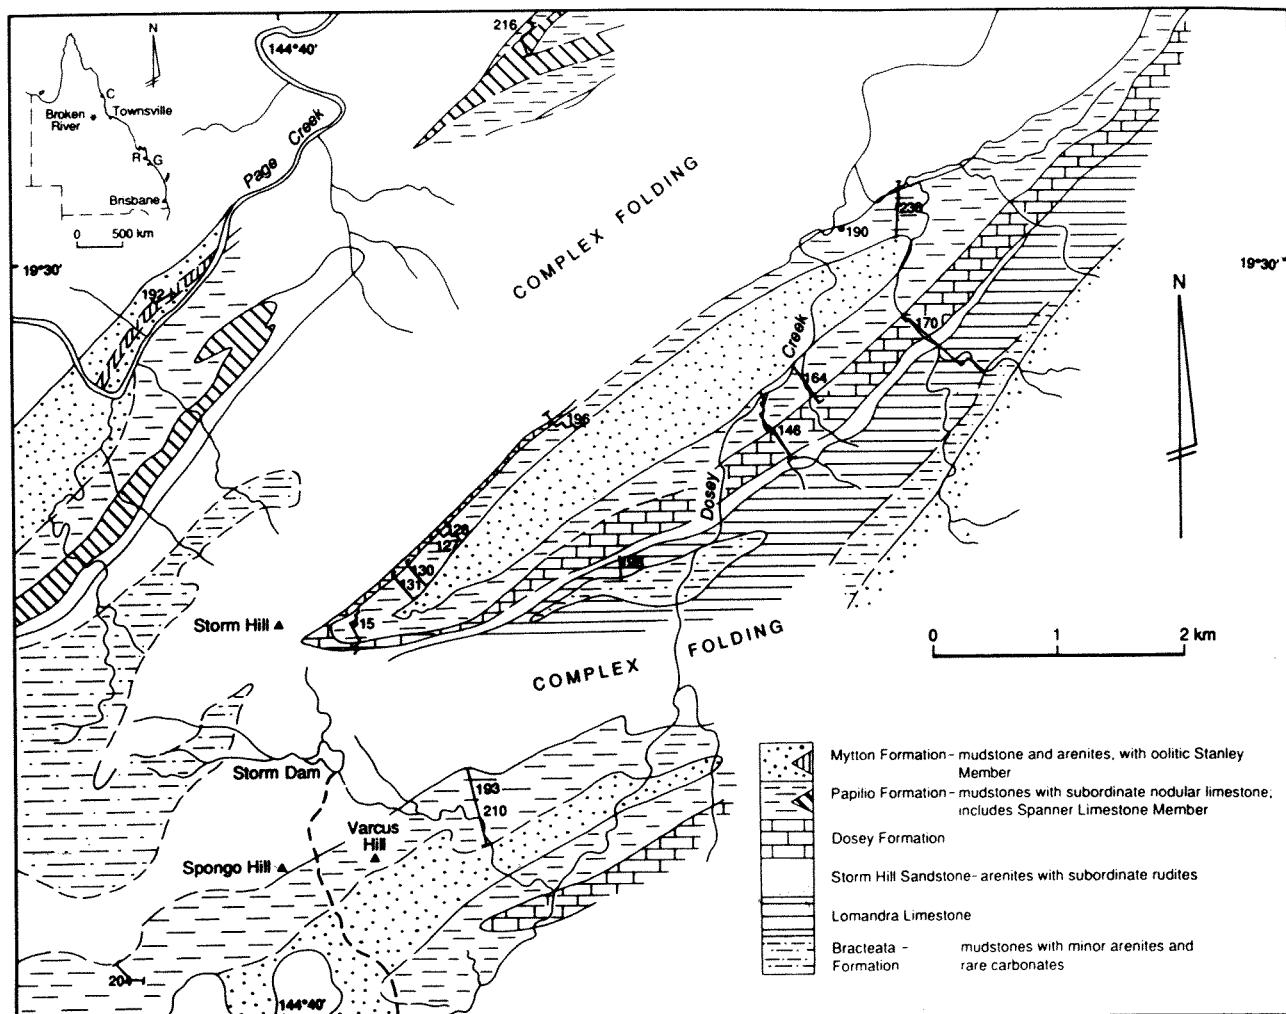 216
144°40'
N
C
Broken
River
Townsville
R
G
Brisbane
0 500 km
Page Creek
19°30'
19°30'
N
COMPLEX FOLDING
238
190
192
170
Creek
164
196
146
Dosey
128
127
130
131
15
Storm Hill
0 1 2 km
COMPLEX FOLDING
Storm Dam
193
210
Varcus
Hill
Spongo Hill
204
144°40'
Mytton Formation – mudstone and arenites, with oolitic Stanley
Member
Papilio Formation – mudstones with subordinate nodular limestone;
includes Spanner Limestone Member
Dosey Formation
Storm Hill Sandstone – arenites with subordinate rudites
Lomandra Limestone
Bracteata – mudstones with minor arenites and
Formation rare carbonates